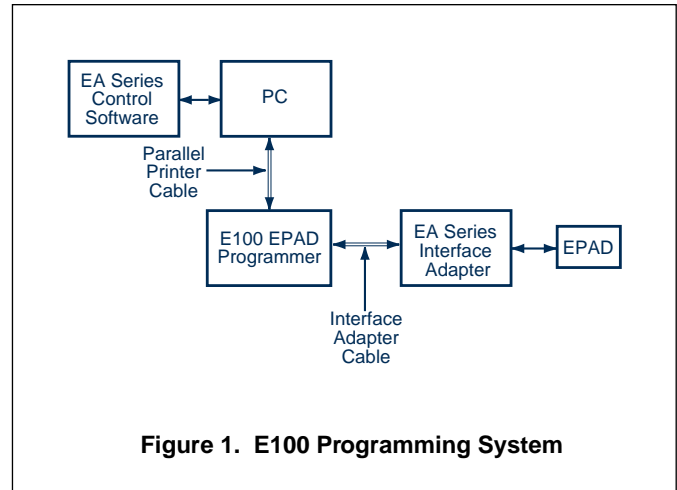 EA Series
Control
Software
PC
Parallel
Printer
Cable
E100 EPAD
Programmer
EA Series
Interface
Adapter
EPAD
Interface
Adapter
Cable
Figure 1. E100 Programming System